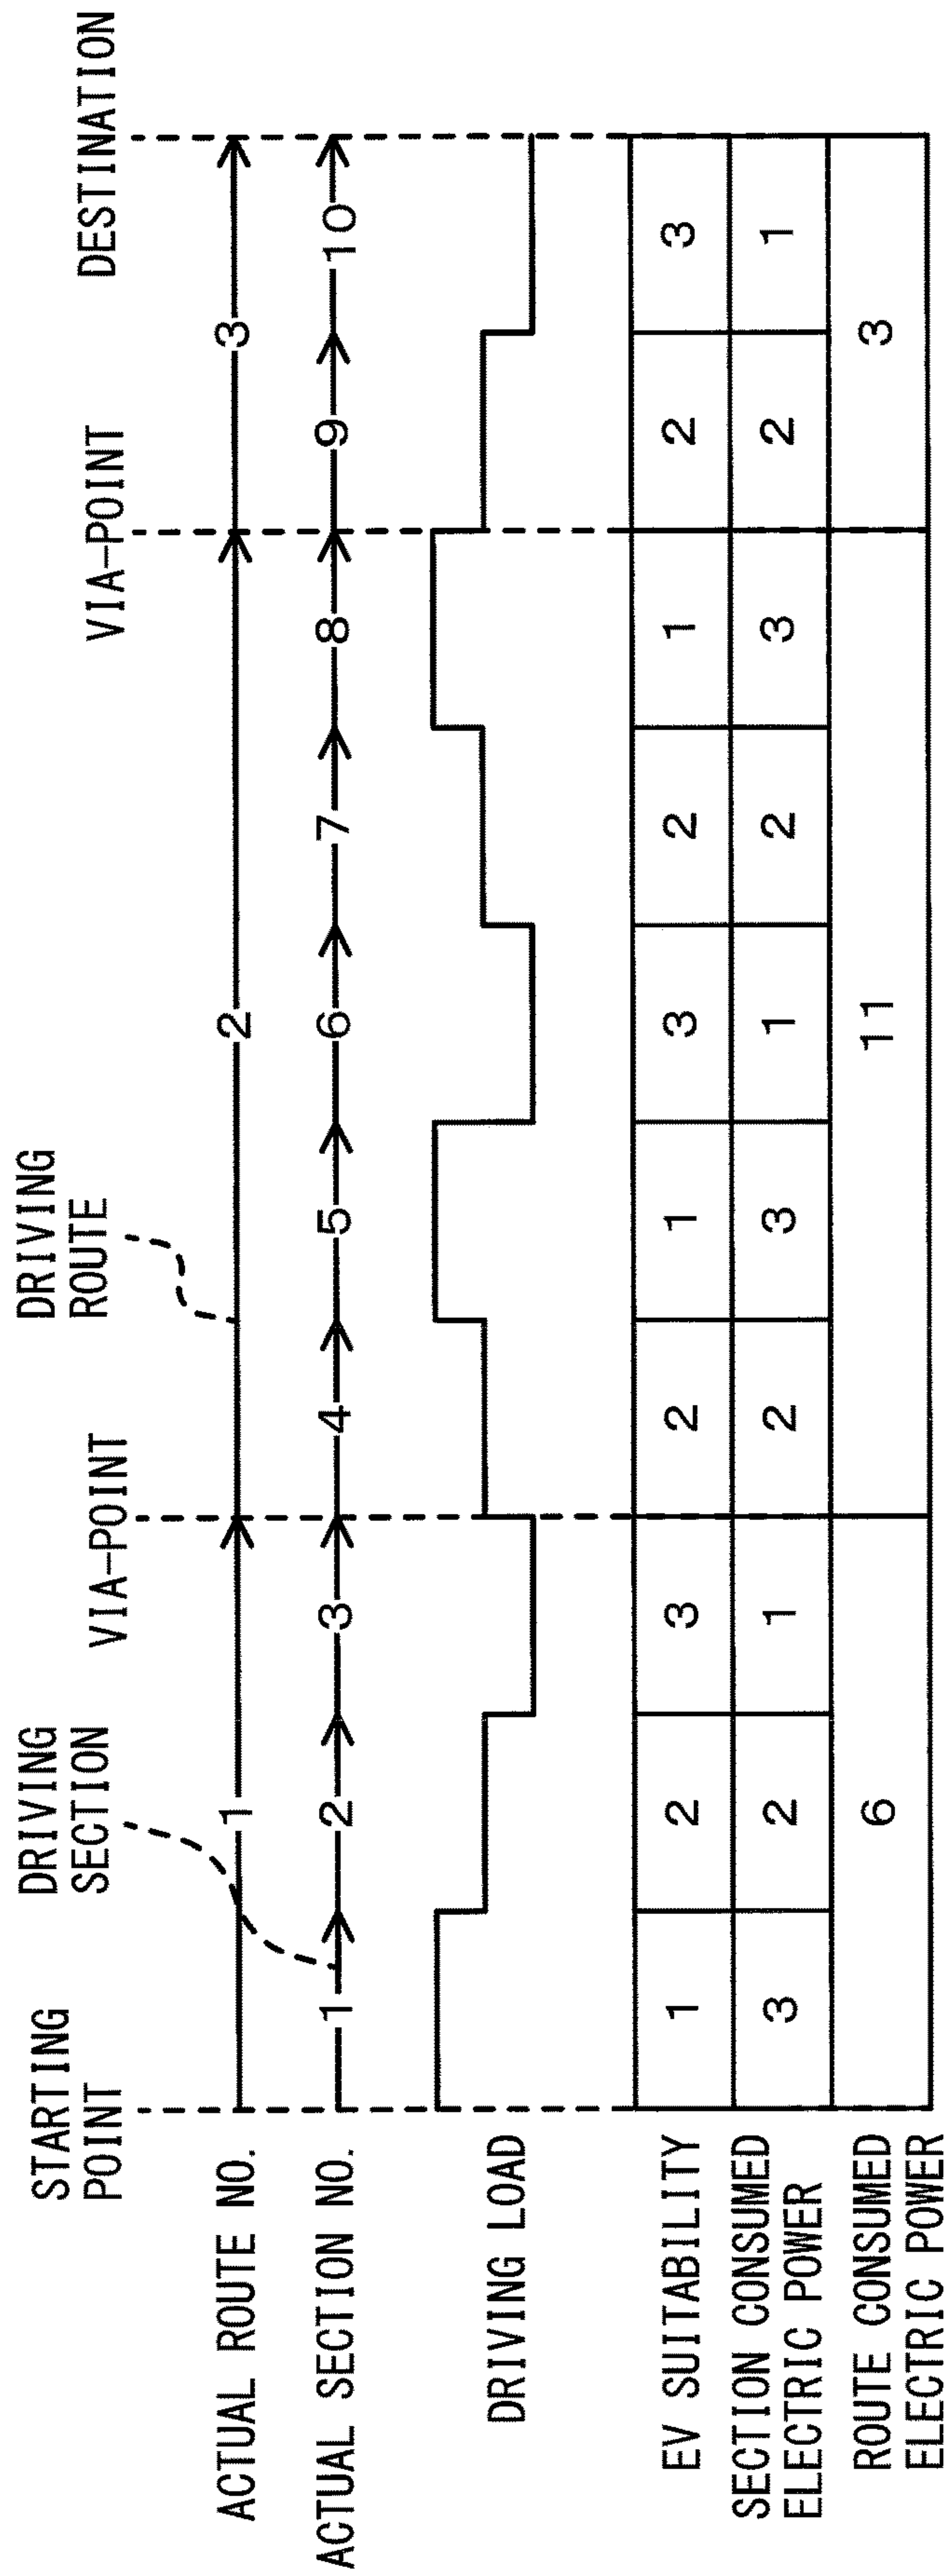 STARTING
POINT
DRIVING
SECTION
VIA-POINT
DRIVING
ROUTE
VIA-POINT
DESTINATION
ACTUAL ROUTE NO.
1
2
3
ACTUAL SECTION NO.
1
2
3
4
5
6
7
8
9
10
DRIVING LOAD
EV SUITABILITY
1
2
3
2
1
3
2
1
2
3
SECTION CONSUMED
ELECTRIC POWER
3
2
1
2
3
1
2
3
2
1
ROUTE CONSUMED
ELECTRIC POWER
6
11
3